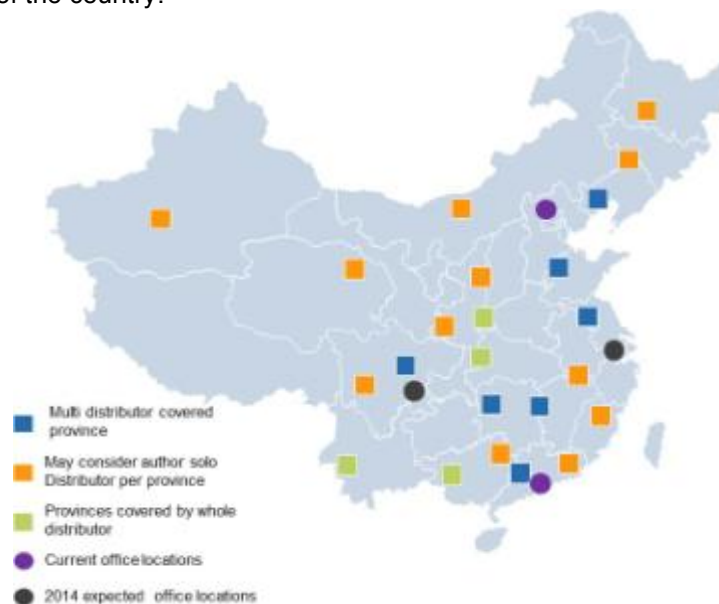 of the country.
Multi distributor covered
province
May consider author solo
Distributor per province
Provinces covered by whole
distributor
Current office locations
2014 expected office locations